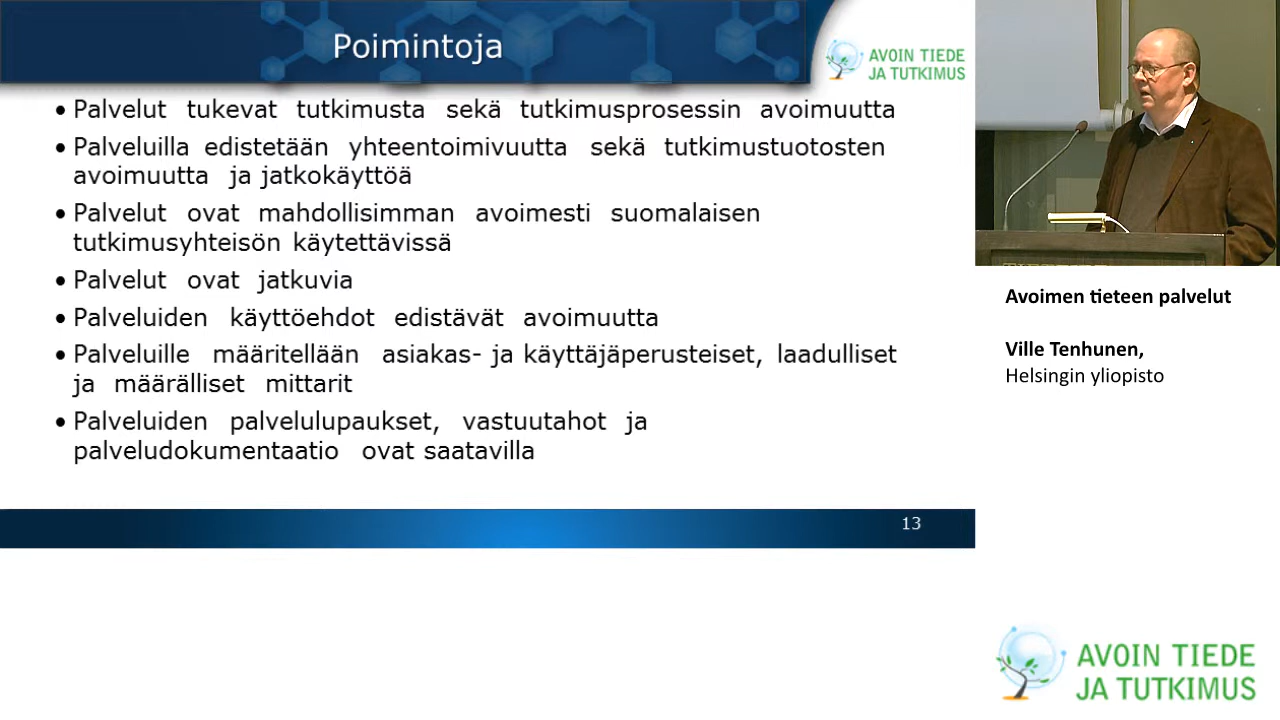 Poimintoja
AVOIN TIEDE
JA TUTKIMUS
• Palvelut tukevat tutkimusta sekä tutkimusprosessin avoimuutta
• Palveluilla edistetään yhteentoimivuutta sekä tutkimustuotosten
avoimuutta ja jatkokäyttöä
• Palvelut ovat mahdollisimman avoimesti suomalaisen
tutkimusyhteisön käytettävissä
• Palvelut ovat jatkuvia
• Palveluiden käyttöehdot edistävät avoimuutta
• Palveluille määritellään asiakas- ja käyttäjäperusteiset, laadulliset
ja määrälliset mittarit
• Palveluiden palvelulupaukset, vastuutahot ja
palveludokumentaatio ovat saatavilla
13
Avoimen tieteen palvelut
Ville Tenhunen,
Helsingin yliopisto
AVOIN TIEDE
JA TUTKIMUS